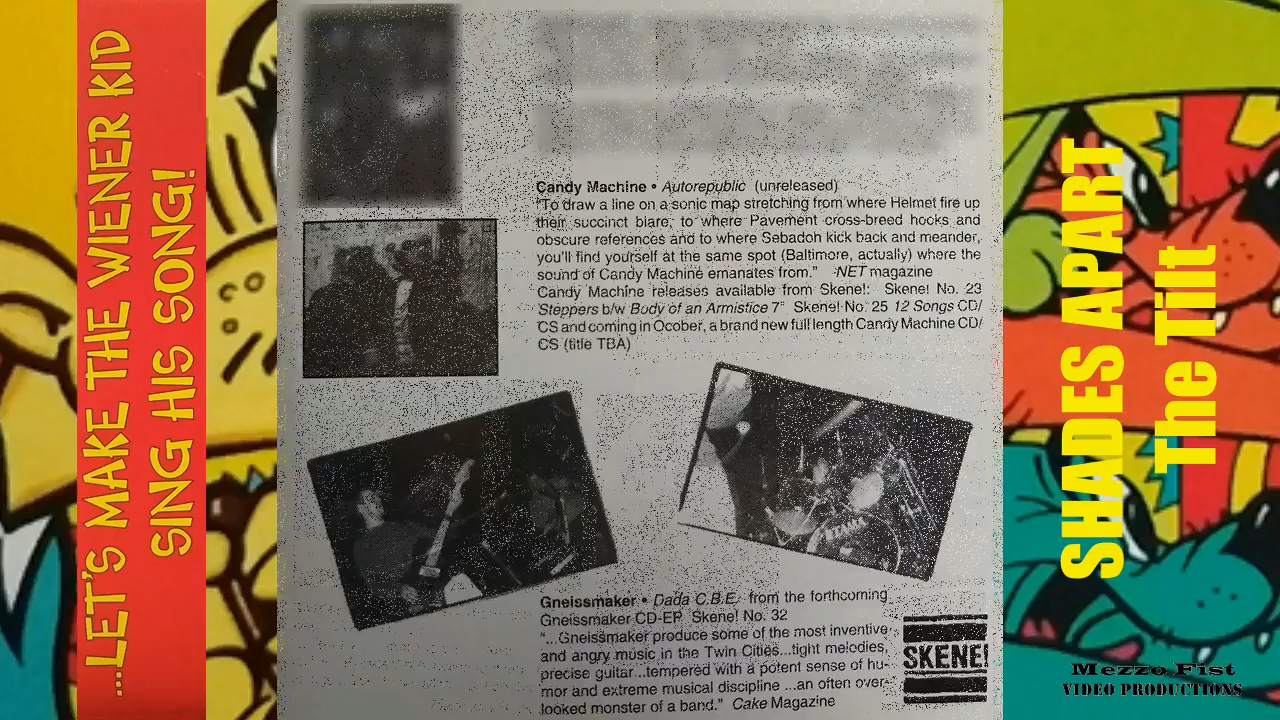 ...LET'S MAKE THE WIENER KID
SING HIS SONG!
Candy Machine • Autorepublic (unreleased)
"To draw a line on a sonic map stretching from where Helmet fire up
their succinct blare, to where Pavement cross-breed hooks and
obscure references and to where Sebadoh kick back and meander,
you'll find yourself at the same spot (Baltimore, actually) where the
sound of Candy Machine emanates from." NET magazine
Candy Machine releases available from Skene!: Skene! No. 23
Steppers b/w Body of an Armistice 7" Skene! No. 25 12 Songs CD/
CS and coming in Ocober, a brand new full length Candy Machine CD/
CS (title TBA)
Gneissmaker • Dada C.B.E. from the forthcoming
Gneissmaker CD-EP Skene! No. 32
"...Gneissmaker produce some of the most inventive
and angry music in the Twin Cities...tight melodies,
precise guitar...tempered with a potent sense of hu-
mor and extreme musical discipline ...an often over-
looked monster of a band." Cake Magazine
SKENE!
SHADES APART
The Tilt
Mezzo Fist
VIDEO PRODUCTIONS